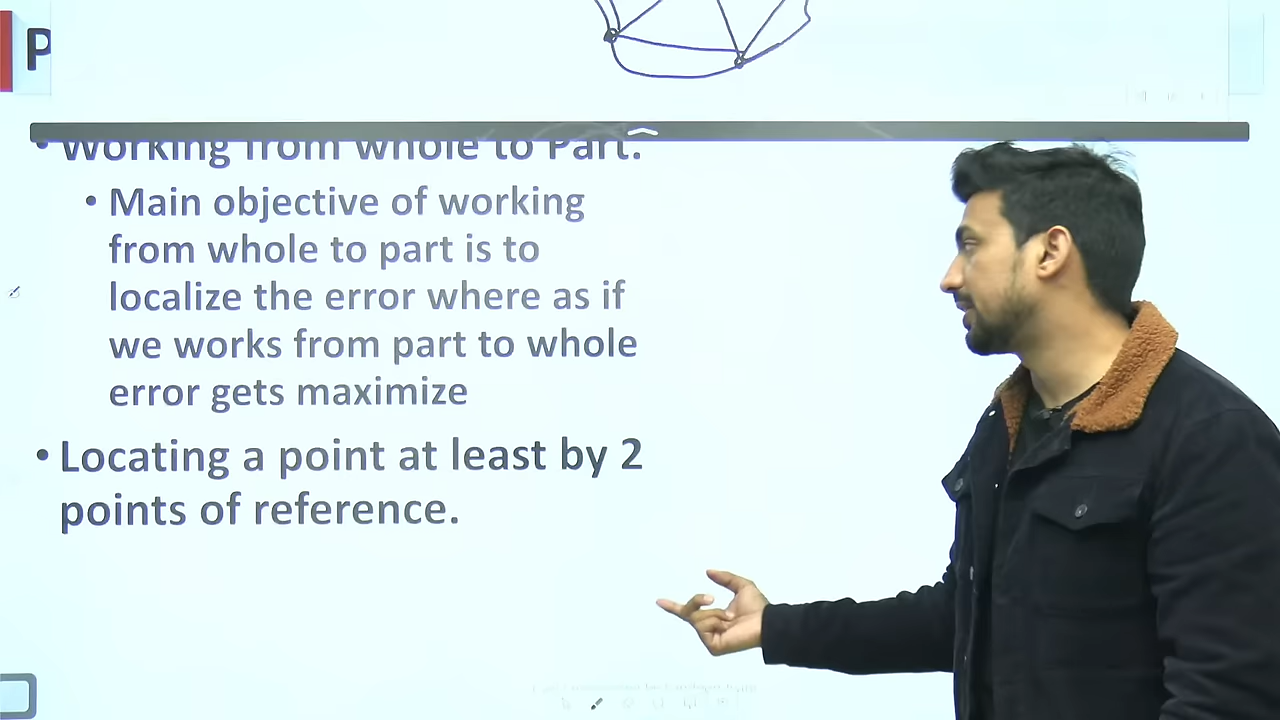 P
• Working from whole to Part.
• Main objective of working
from whole to part is to
localize the error where as if
we works from part to whole
error gets maximize
• Locating a point at least by 2
points of reference.